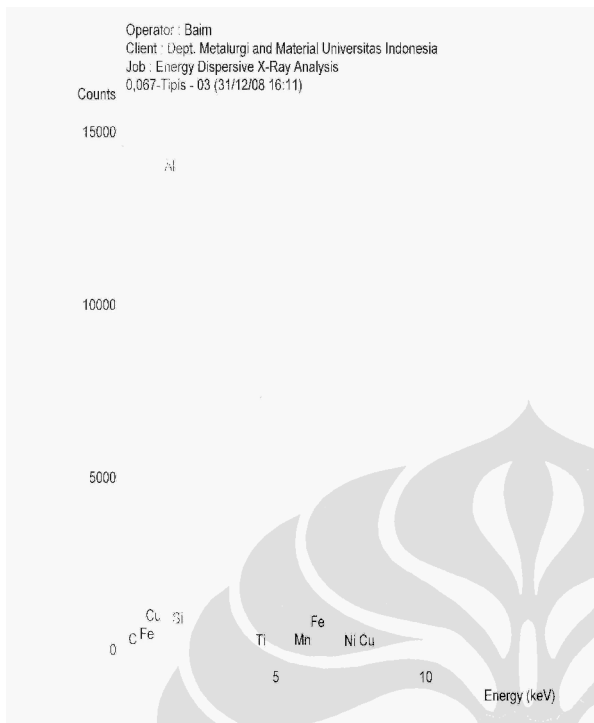 Operator : Baim
Client : Dept. Metalurgi and Material Universitas Indonesia
Job : Energy Dispersive X-Ray Analysis
0,067-Tipis - 03 (31/12/08 16:11)
Counts
15000
Al
10000
5000
Cu Si
C Fe
Ti Mn Fe Ni Cu
0
5 10
Energy (keV)